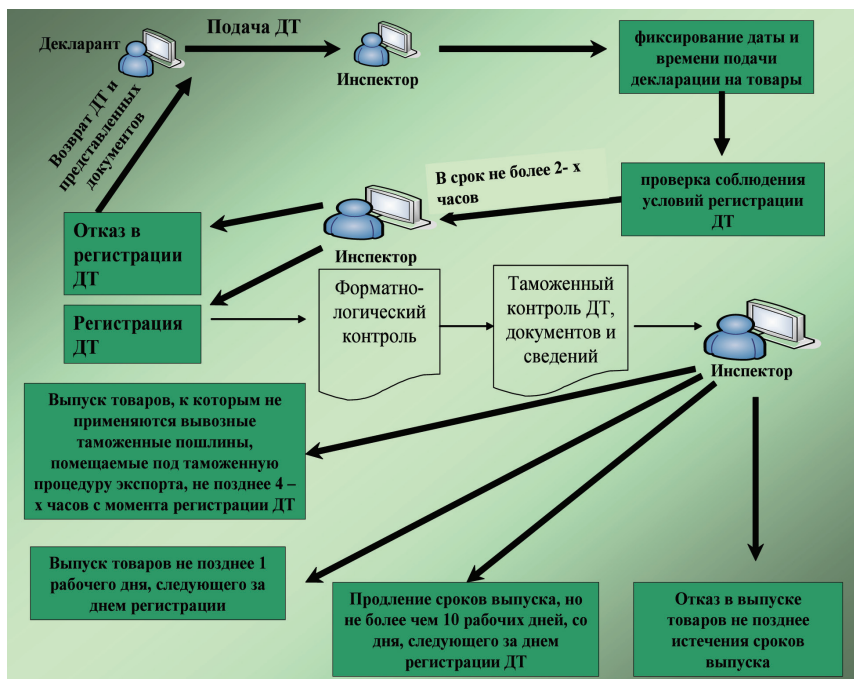 Декларант
Подача ДТ
Инспектор
фиксирование даты и
времени подачи
декларации на товары
Возврат ДТ и
представленных
документов
В срок не более 2- х
часов
проверка соблюдения
условий регистрации
ДТ
Инспектор
Отказ в
регистрации
ДТ
Регистрация
ДТ
Форматно-
логический
контроль
Таможенный
контроль ДТ,
документов и
сведений
Инспектор
Выпуск товаров, к которым не
применяются вывозные
таможенные пошлины,
помещаемые под таможенную
процедуру экспорта, не позднее 4 –
х часов с момента регистрации ДТ
Выпуск товаров не позднее 1
рабочего дня, следующего за
днем регистрации
Продление сроков выпуска, но
не более чем 10 рабочих дней, со
дня, следующего за днем
регистрации ДТ
Отказ в выпуске
товаров не позднее
истечения сроков
выпуска